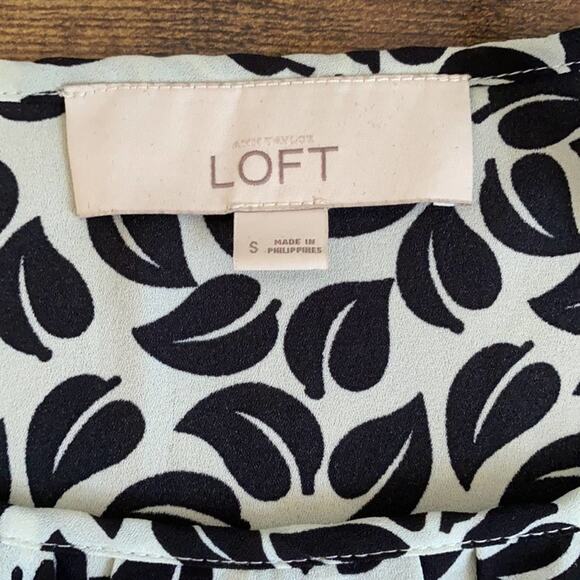 ANN TAYLOR
LOFT
S
MADE IN
PHILIPPINES